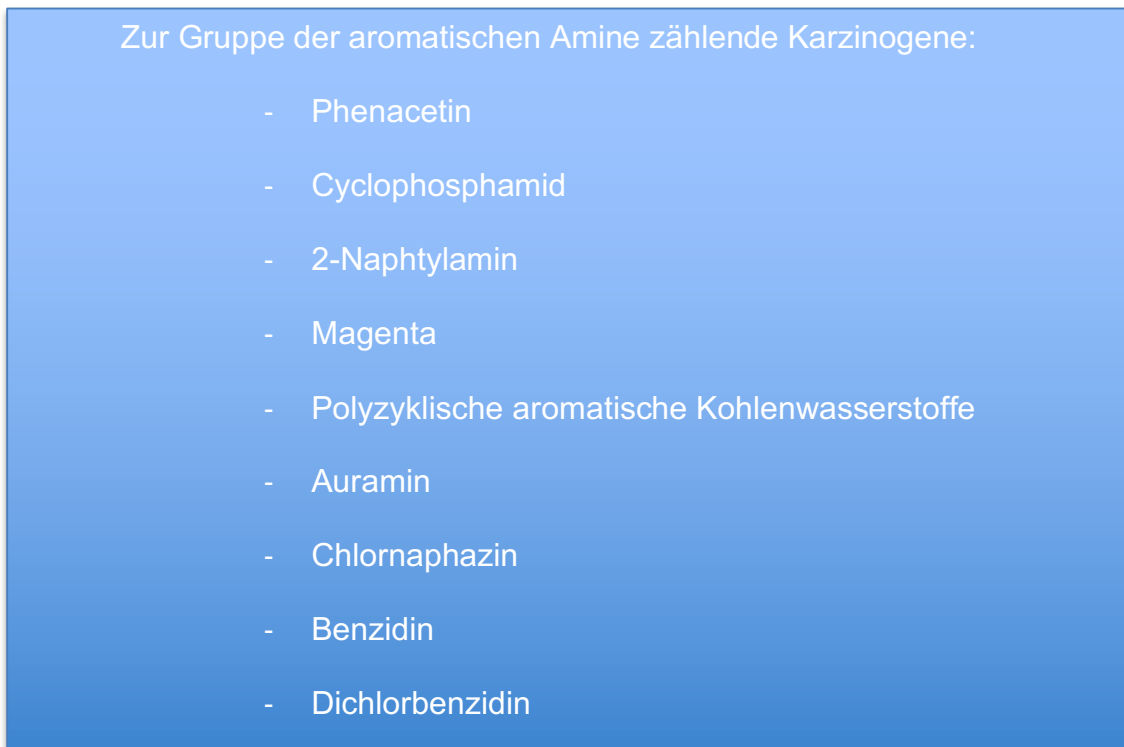 Zur Gruppe der aromatischen Amine zählende Karzinogene:
- Phenacetin
- Cyclophosphamid
- 2-Naphtylamin
- Magenta
- Polyzyklische aromatische Kohlenwasserstoffe
- Auramin
- Chlornaphazin
- Benzidin
- Dichlorbenzidin